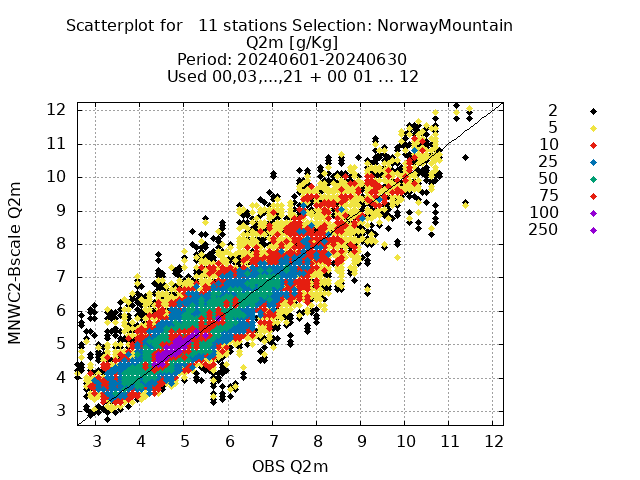 Scatterplot for   11 stations Selection: NorwayMountain
Q2m [g/Kg]
Period: 20240601-20240630
Used 00,03,...,21 + 00 01 ... 12
MNWC2-Bscale Q2m
12
11
10
9
8
7
6
5
4
3
3 4 5 6 7 8 9 10 11 12
OBS Q2m
2
5
10
25
50
75
100
250